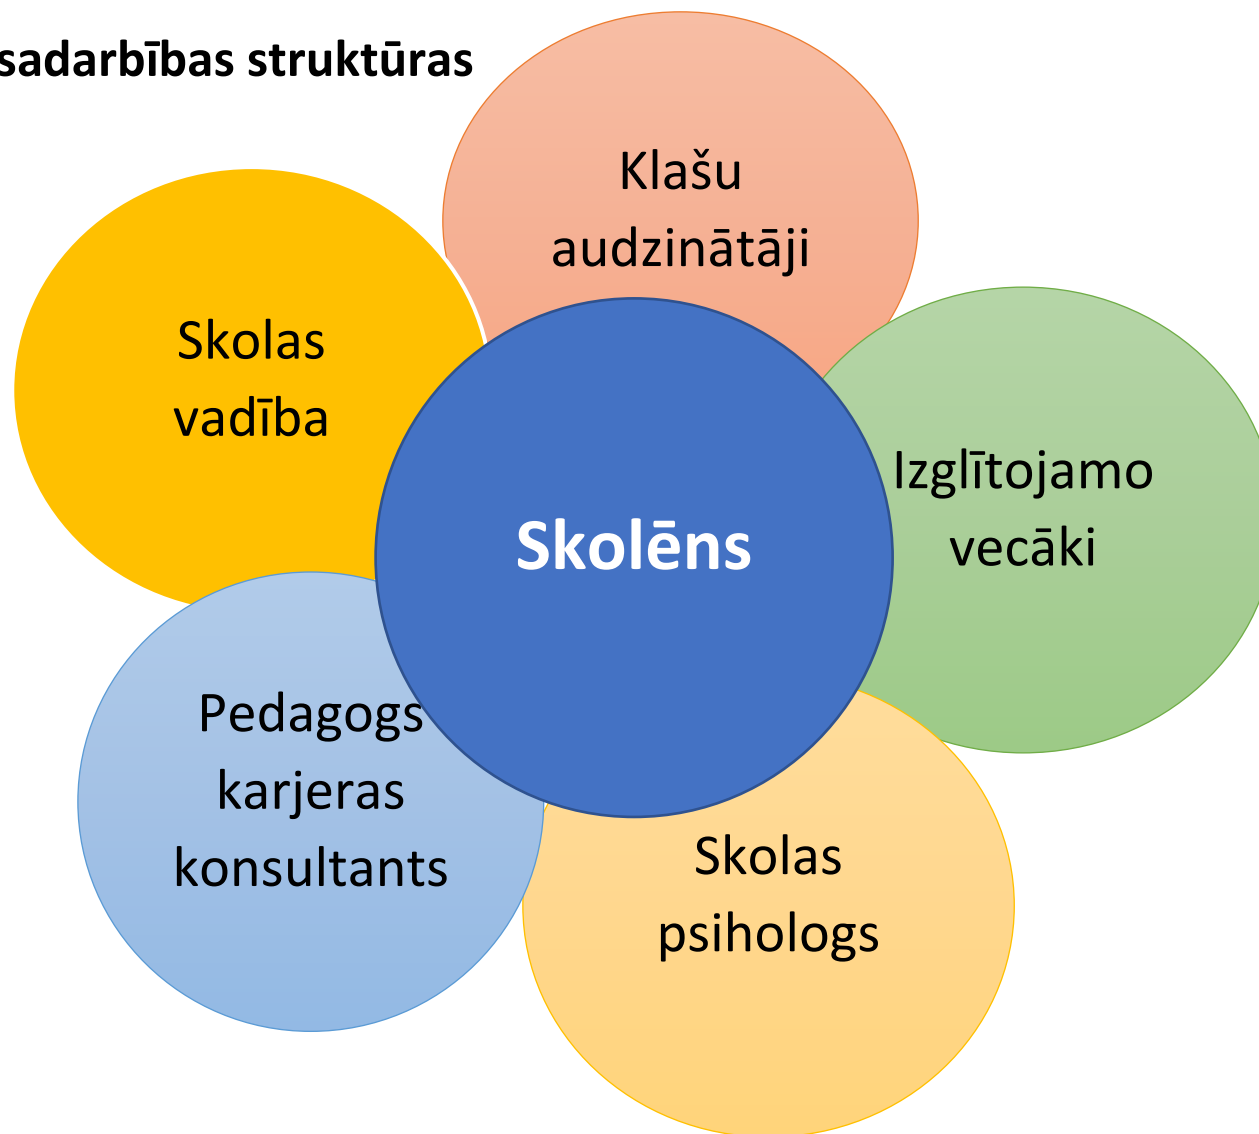 sadarbības struktūras
Klašu
audzinātāji
Skolas
vadība
Izglītojamo
vecāki
Skolēns
Pedagogs
karjeras
konsultants
Skolas
psihologs